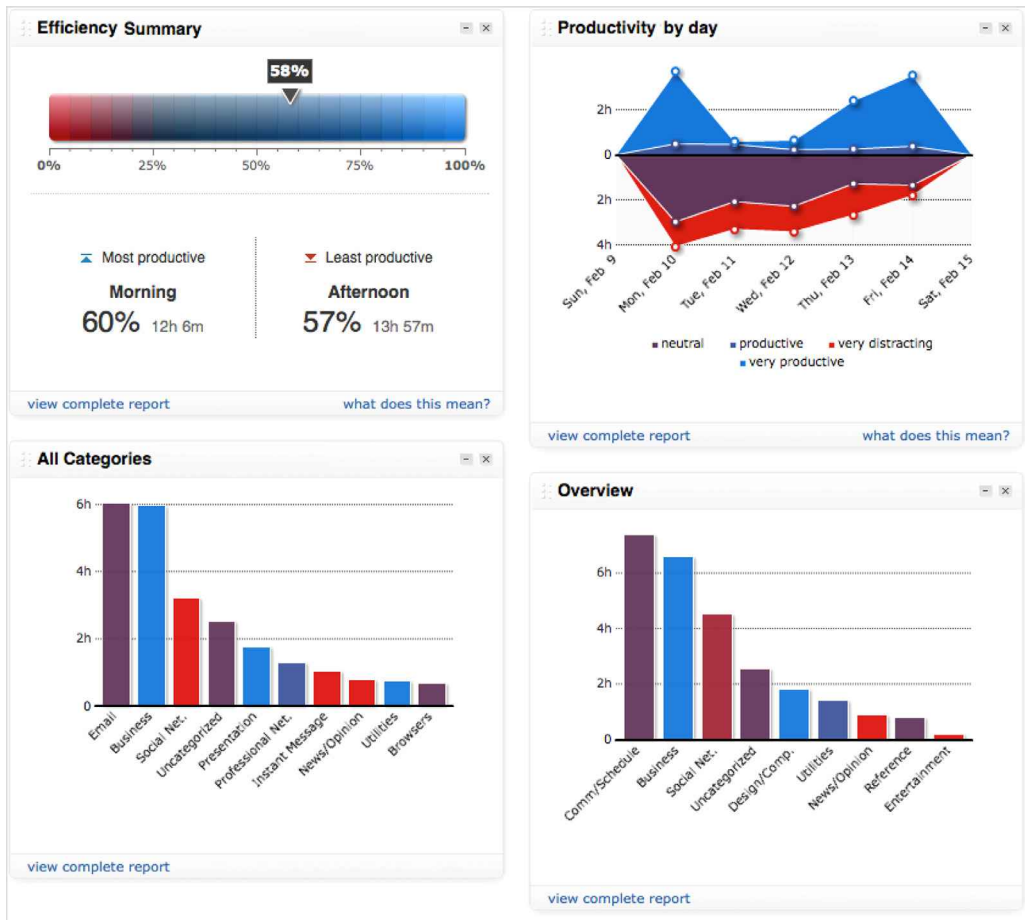 Efficiency Summary
58%
0% 25% 50% 75% 100%
Most productive
Morning
60% 12h 6m
Least productive
Afternoon
57% 13h 57m
view complete report
what does this mean?
Productivity by day
2h
0
2h
4h
Sun, Feb 9
Mon, Feb 10
Tue, Feb 11
Wed, Feb 12
Thu, Feb 13
Fri, Feb 14
Sat, Feb 15
neutral productive very distracting
very productive
view complete report
what does this mean?
All Categories
6h
4h
2h
0
Email
Business
Social Net.
Uncategorized
Presentation
Professional Net.
Instant Message
News/Opinion
Utilities
Browsers
view complete report
Overview
6h
4h
2h
0
Comm/Schedule
Business
Social Net.
Uncategorized
Design/Comp.
Utilities
News/Opinion
Reference
Entertainment
view complete report